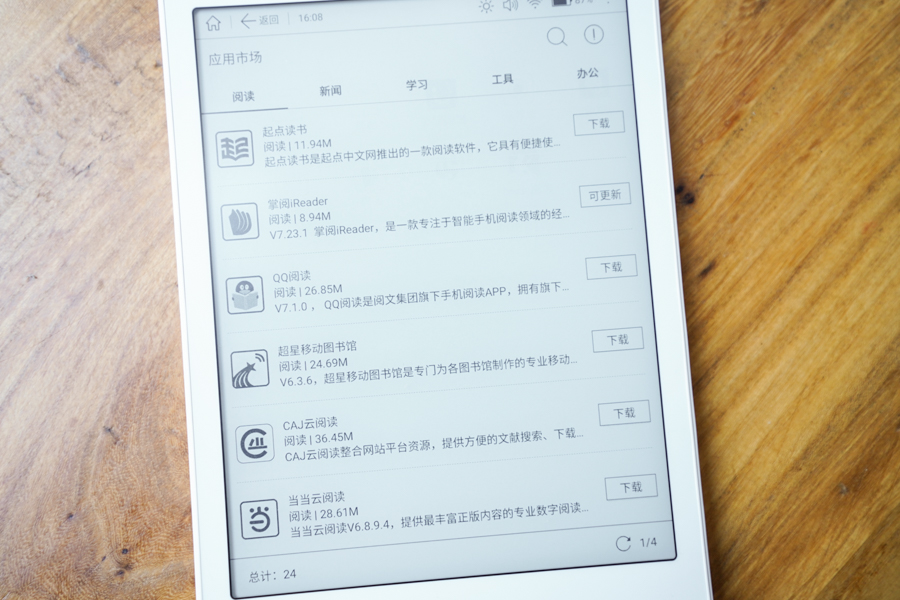 返回 16:08
应用市场
阅读 新闻 学习 工具 办公
起点读书
阅读 | 11.94M
起点读书是起点中文网推出的一款阅读软件，它具有便捷使...
下载
掌阅iReader
阅读 | 8.94M
V7.23.1 掌阅iReader，是一款专注于智能手机阅读领域的经...
可更新
QQ阅读
阅读 | 26.85M
V7.1.0 ， QQ阅读是阅文集团旗下手机阅读APP，拥有旗下...
下载
超星移动图书馆
阅读 | 24.69M
V6.3.6，超星移动图书馆是专门为各图书馆制作的专业移动...
下载
CAJ云阅读
阅读 | 36.45M
CAJ云阅读整合网站平台资源，提供方便的文献搜索、下载...
下载
当当云阅读
阅读 | 28.61M
当当云阅读V6.8.9.4，提供最丰富正版内容的专业数字阅读...
下载
总计：24
1/4